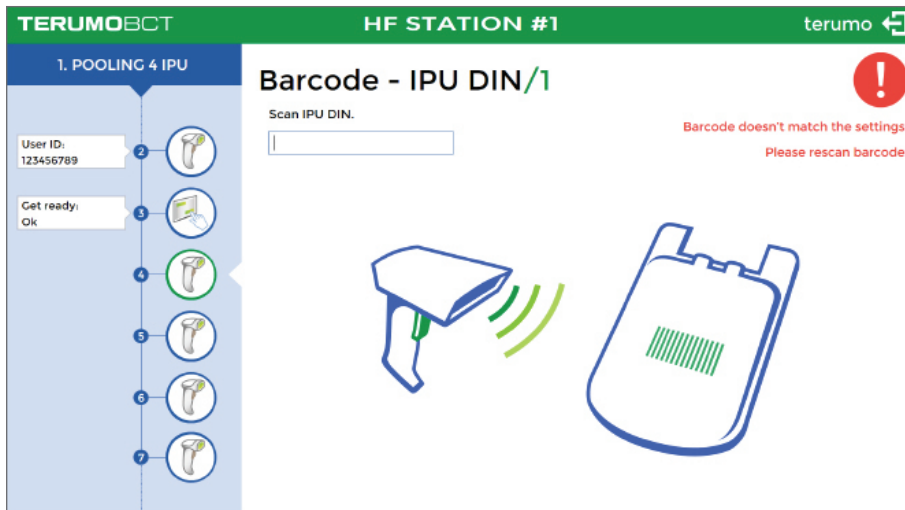 TERUMOBCT
HF STATION #1
terumo
1. POOLING 4 IPU
Barcode - IPU DIN/1
!
Scan IPU DIN.
Barcode doesn't match the settings
Please rescan barcode
User ID:
123456789
2
Get ready:
Ok
3
4
5
6
7